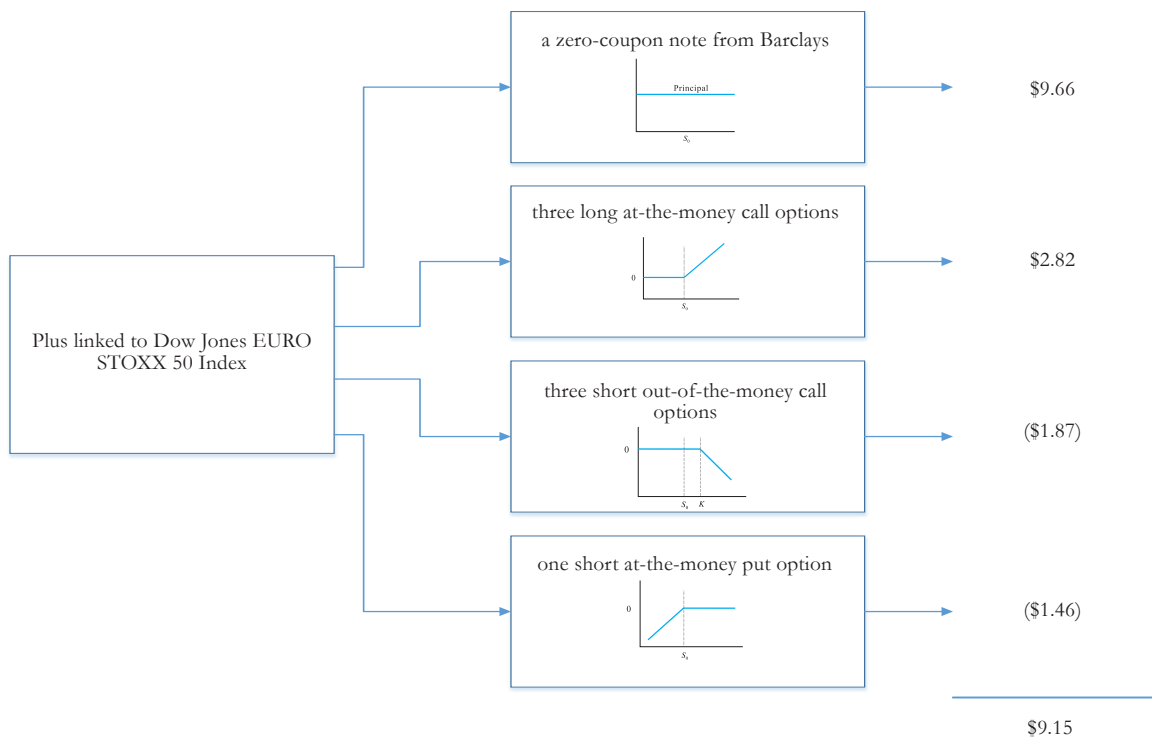 a zero-coupon note from Barclays
Principal
S₀
$9.66
three long at-the-money call options
0
S₀
$2.82
Plus linked to Dow Jones EURO
STOXX 50 Index
three short out-of-the-money call
options
0
S₀ K
($1.87)
one short at-the-money put option
0
S₀
($1.46)
$9.15